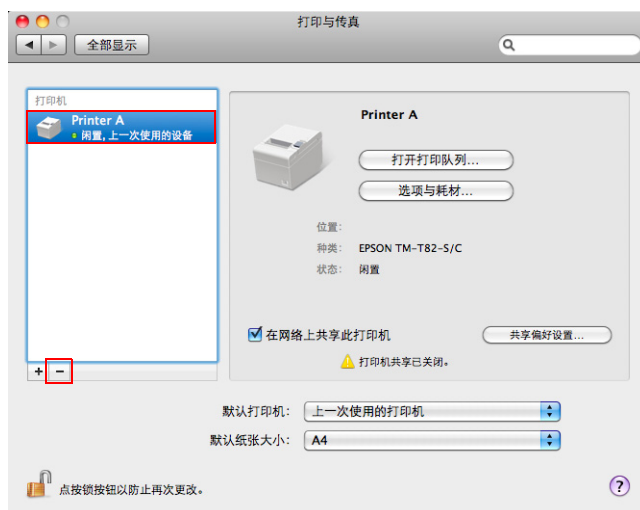 打印与传真
全部显示
打印机
Printer A
闲置, 上一次使用的设备
Printer A
打开打印队列...
选项与耗材...
位置:
种类: EPSON TM-T82-S/C
状态: 闲置
在网络上共享此打印机
共享偏好设置...
打印机共享已关闭。
+ −
默认打印机: 上一次使用的打印机
默认纸张大小: A4
点按锁按钮以防止再次更改。
?